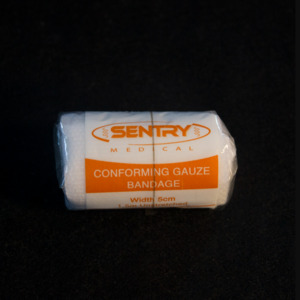 SENTRY
MEDICAL
CONFORMING GAUZE
BANDAGE
Width 5cm